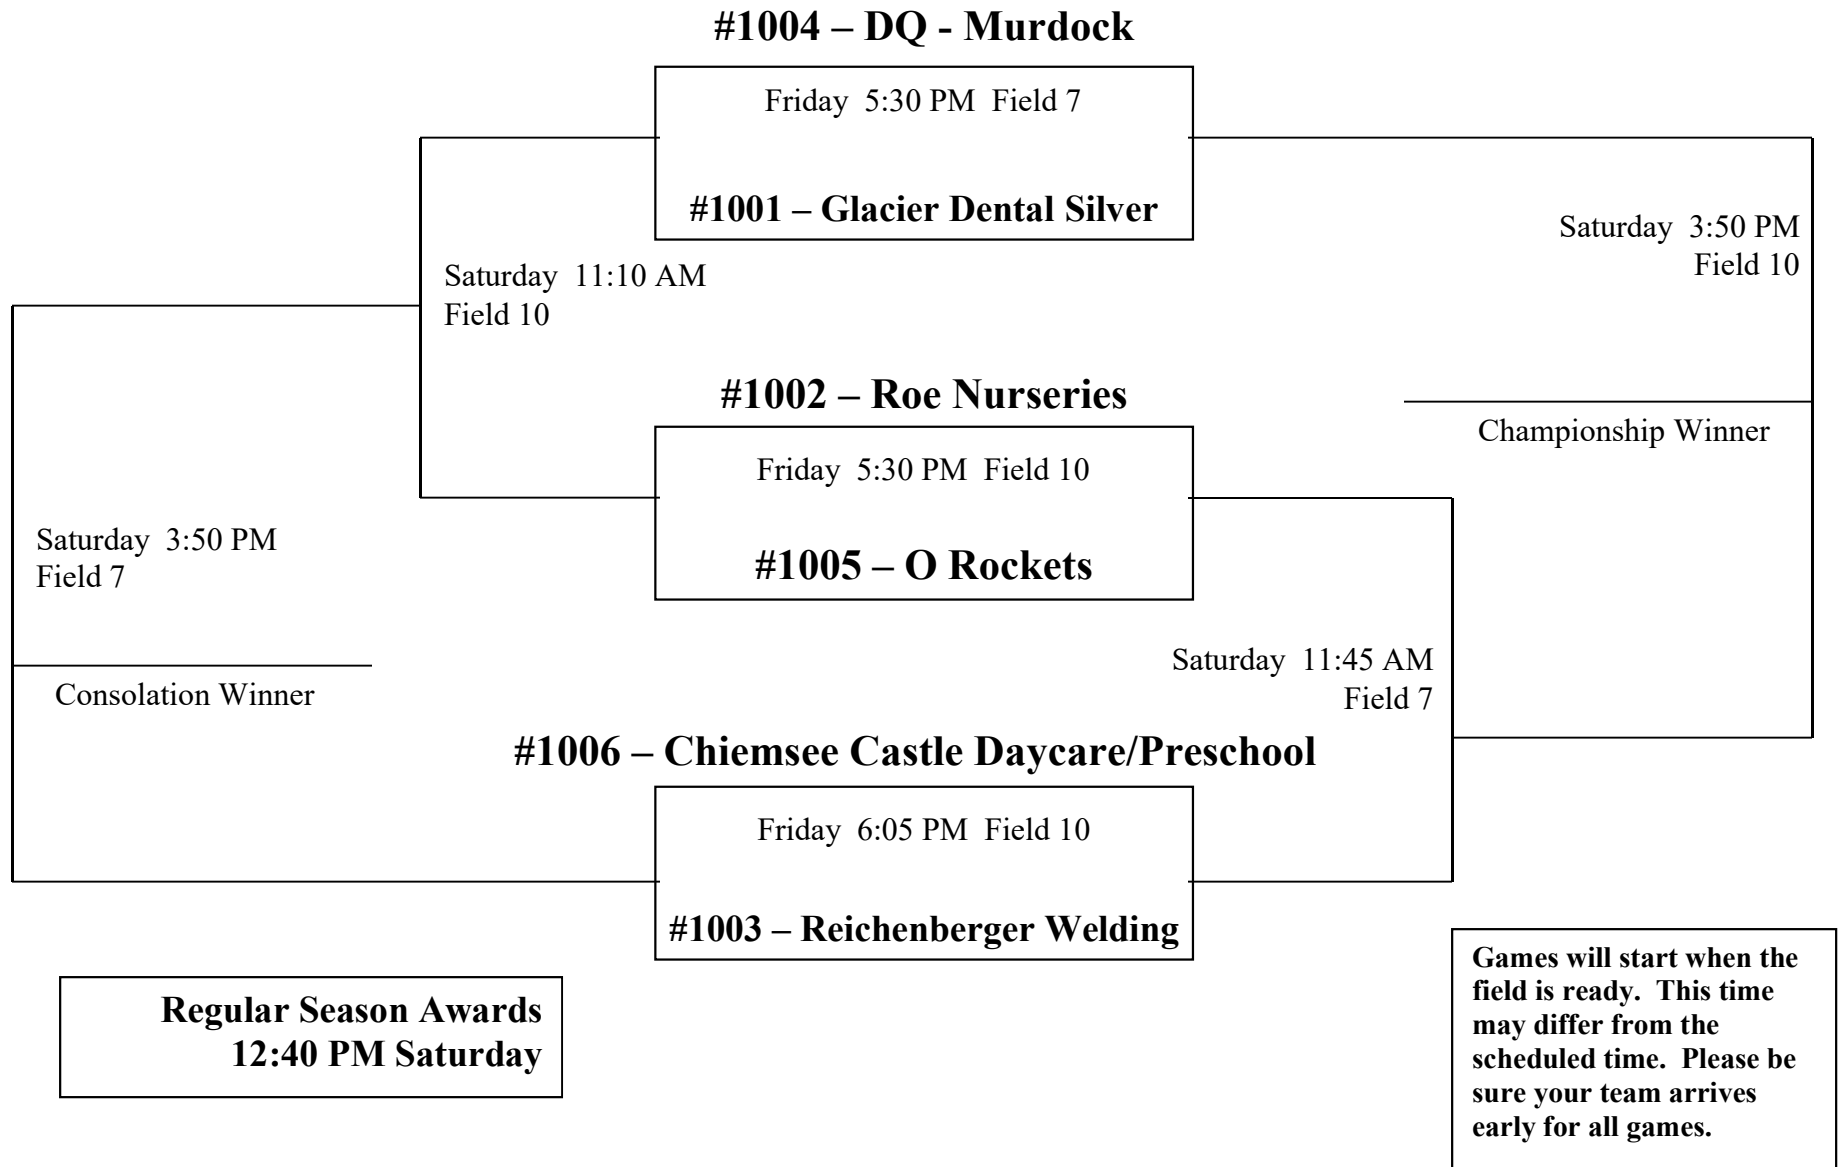 #1004 – DQ - Murdock
Friday  5:30 PM  Field 7
#1001 – Glacier Dental Silver
Saturday  3:50 PM
Field 10
Saturday  11:10 AM
Field 10
#1002 – Roe Nurseries
Championship Winner
Friday  5:30 PM  Field 10
Saturday  3:50 PM
Field 7
#1005 – O Rockets
Saturday  11:45 AM
Field 7
Consolation Winner
#1006 – Chiemsee Castle Daycare/Preschool
Friday  6:05 PM  Field 10
#1003 – Reichenberger Welding
Regular Season Awards
12:40 PM Saturday
Games will start when the
field is ready.  This time
may differ from the
scheduled time.  Please be
sure your team arrives
early for all games.